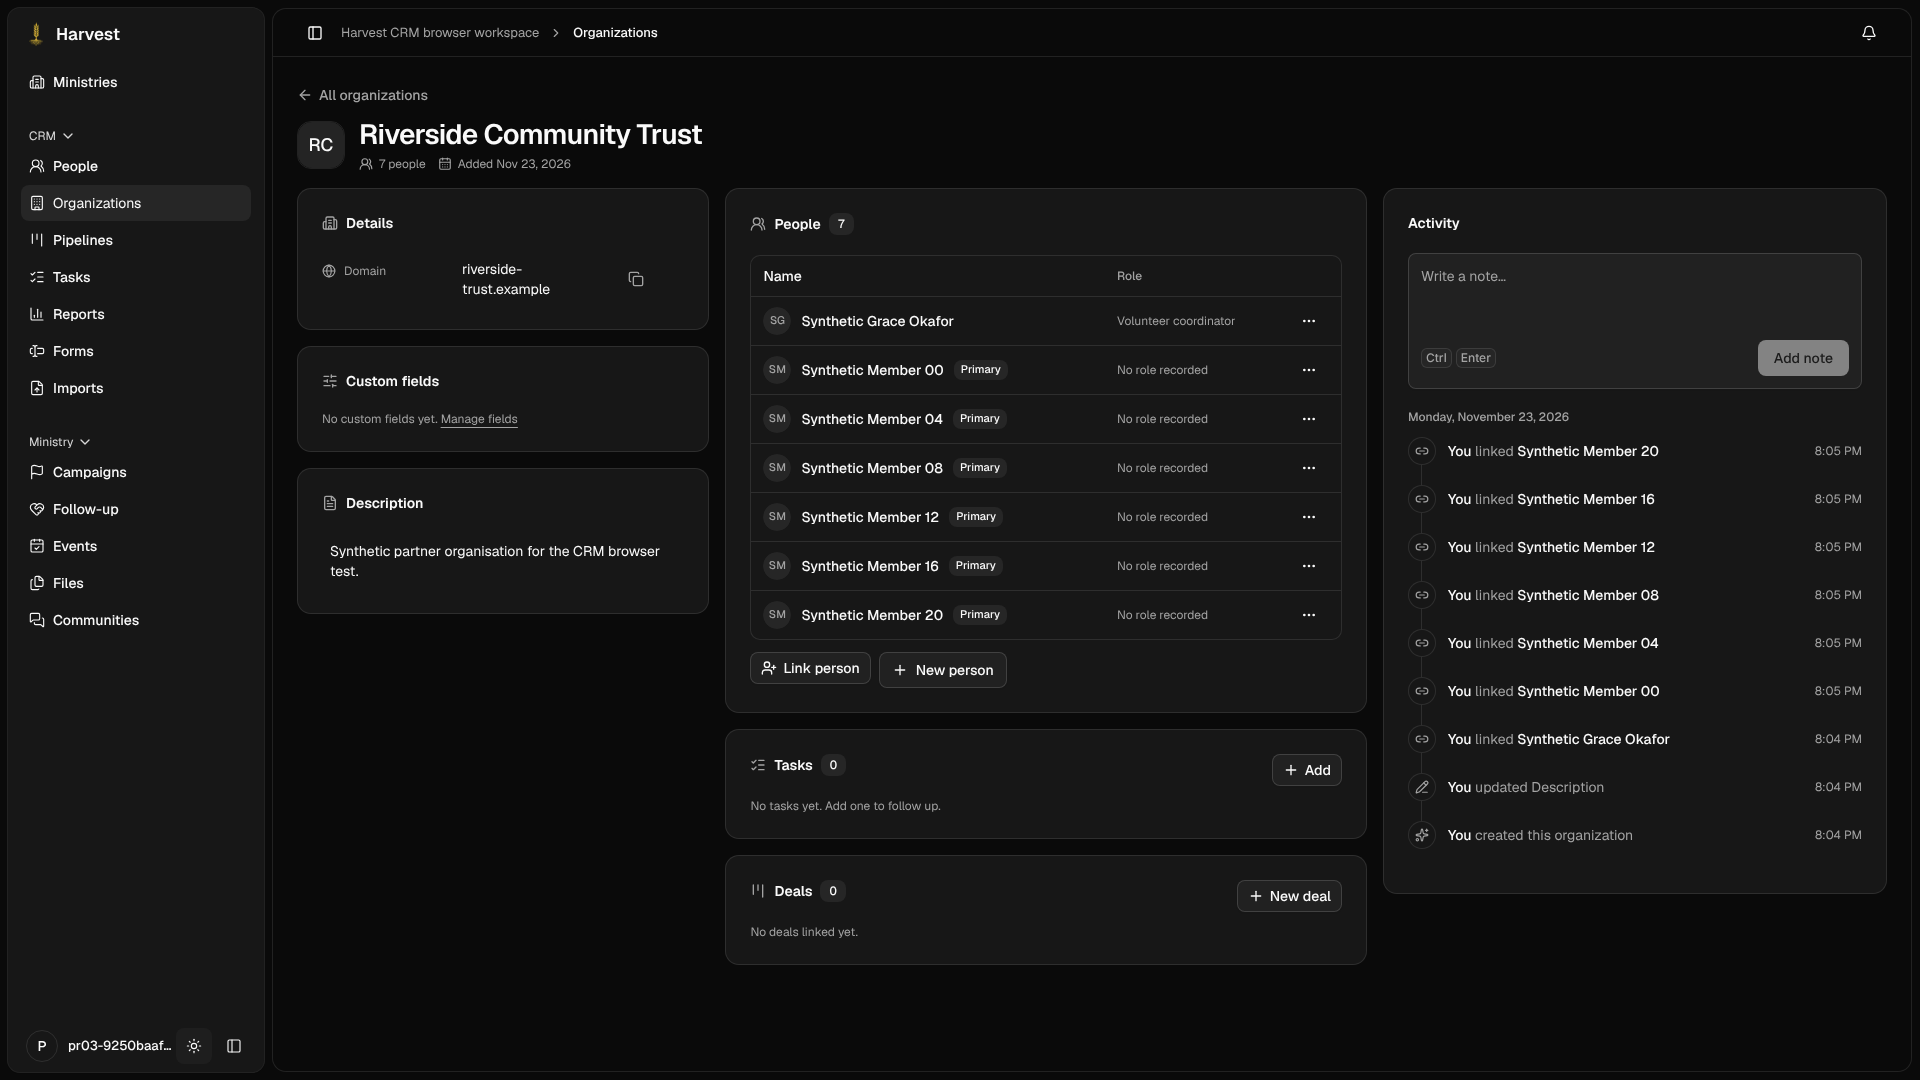 Harvest
Ministries
CRM
People
Organizations
Pipelines
Tasks
Reports
Forms
Imports
Ministry
Campaigns
Follow-up
Events
Files
Communities
P
pr03-9250baaf...
Harvest CRM browser workspace
Organizations
All organizations
RC
Riverside Community Trust
7 people
Added Nov 23, 2026
Details
Domain
riverside-
trust.example
Custom fields
No custom fields yet. Manage fields
Description
Synthetic partner organisation for the CRM browser
test.
People 7
Name Role
SG Synthetic Grace Okafor Volunteer coordinator
SM Synthetic Member 00 Primary No role recorded
SM Synthetic Member 04 Primary No role recorded
SM Synthetic Member 08 Primary No role recorded
SM Synthetic Member 12 Primary No role recorded
SM Synthetic Member 16 Primary No role recorded
SM Synthetic Member 20 Primary No role recorded
Link person
New person
Tasks 0
Add
No tasks yet. Add one to follow up.
Deals 0
New deal
No deals linked yet.
Activity
Write a note...
Ctrl Enter
Add note
Monday, November 23, 2026
You linked Synthetic Member 20 8:05 PM
You linked Synthetic Member 16 8:05 PM
You linked Synthetic Member 12 8:05 PM
You linked Synthetic Member 08 8:05 PM
You linked Synthetic Member 04 8:05 PM
You linked Synthetic Member 00 8:05 PM
You linked Synthetic Grace Okafor 8:04 PM
You updated Description 8:04 PM
You created this organization 8:04 PM